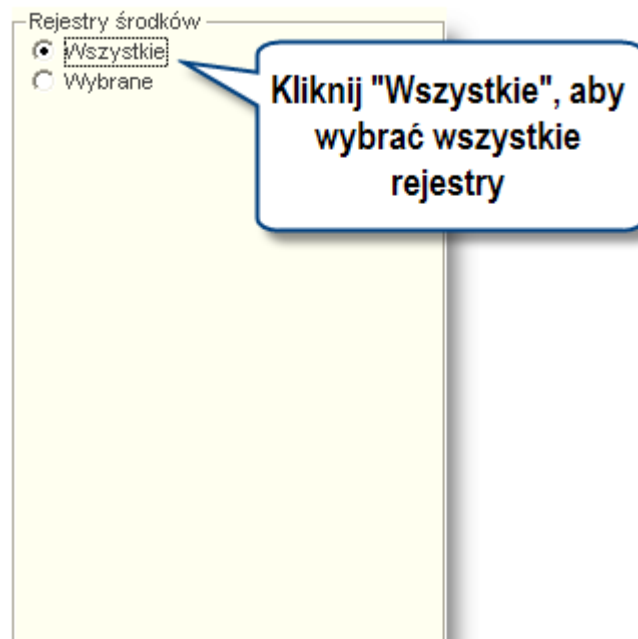 Rejestry środków
Wszystkie
Wybrane
Kliknij "Wszystkie", aby
wybrać wszystkie
rejestry